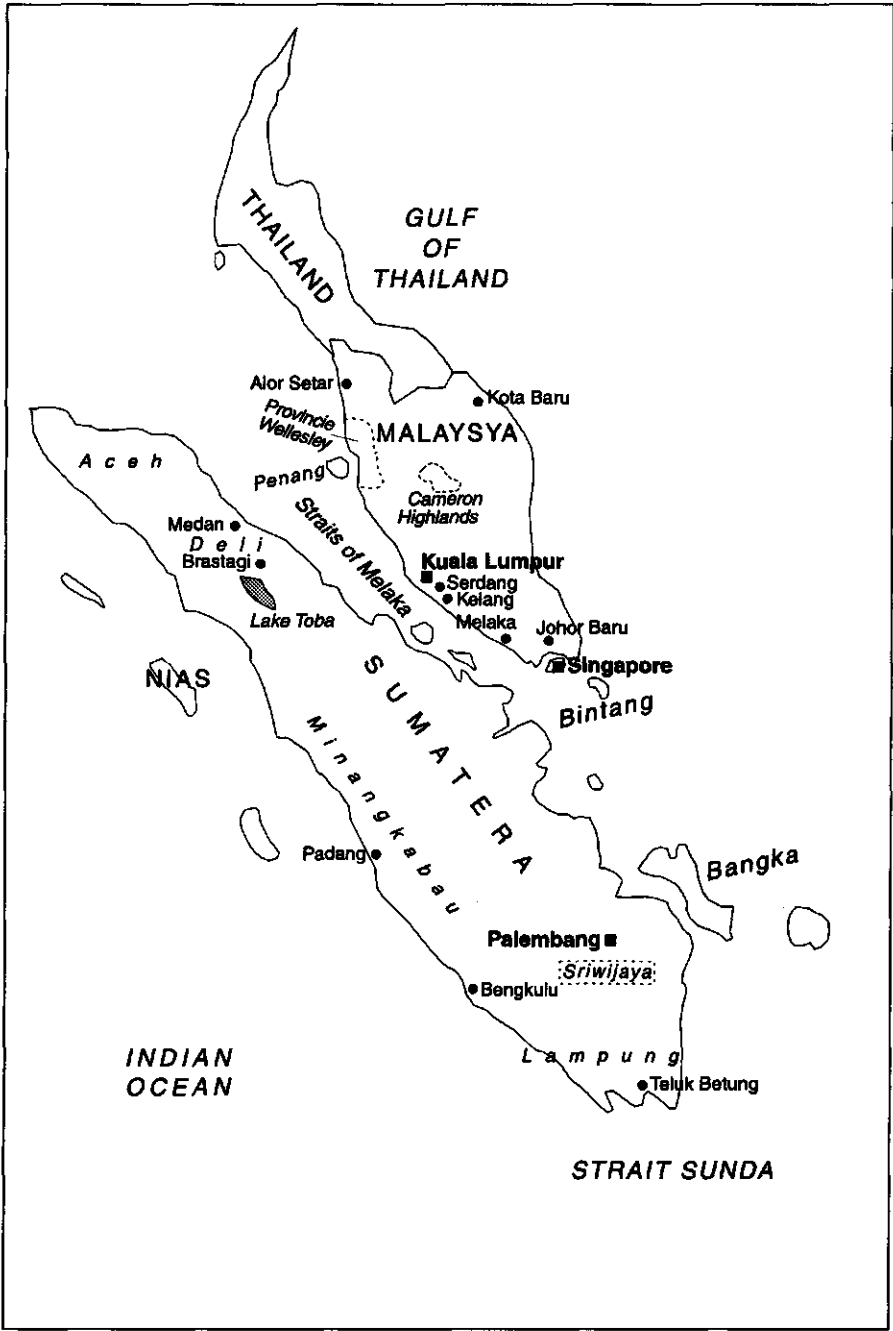 THAILAND
GULF
OF
THAILAND
Alor Setar
Kota Baru
Provincie
Wellesley
MALAYSYA
Penang
Cameron
Highlands
Aceh
Medan
Deli
Brastagi
Lake Toba
Straits of Melaka
Kuala Lumpur
Serdang
Kelang
Melaka
Johor Baru
Singapore
NIAS
SUMATERA
Bintang
Minangkabau
Padang
Bangka
Palembang
Sriwijaya
Bengkulu
INDIAN
OCEAN
Lampung
Teluk Betung
STRAIT SUNDA